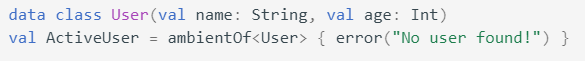 data class User(val name: String, val age: Int)
val ActiveUser = ambientOf<User> { error("No user found!") }